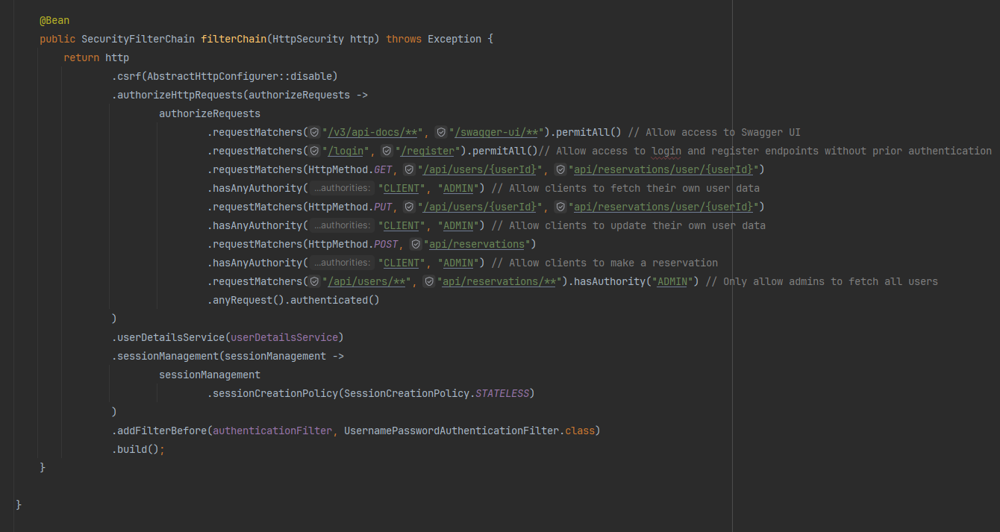 @Bean
public SecurityFilterChain filterChain(HttpSecurity http) throws Exception {
return http
.csrf(AbstractHttpConfigurer::disable)
.authorizeHttpRequests(authorizeRequests ->
authorizeRequests
.requestMatchers("/v3/api-docs/**", "/swagger-ui/**").permitAll() // Allow access to Swagger UI
.requestMatchers("/login", "/register").permitAll()// Allow access to login and register endpoints without prior authentication
.requestMatchers(HttpMethod.GET, "/api/users/{userId}", "api/reservations/user/{userId}")
.hasAnyAuthority( ...authorities: "CLIENT", "ADMIN") // Allow clients to fetch their own user data
.requestMatchers(HttpMethod.PUT, "/api/users/{userId}", "api/reservations/user/{userId}")
.hasAnyAuthority( ...authorities: "CLIENT", "ADMIN") // Allow clients to update their own user data
.requestMatchers(HttpMethod.POST, "api/reservations")
.hasAnyAuthority( ...authorities: "CLIENT", "ADMIN") // Allow clients to make a reservation
.requestMatchers("/api/users/**", "api/reservations/**").hasAuthority("ADMIN") // Only allow admins to fetch all users
.anyRequest().authenticated()
)
.userDetailsService(userDetailsService)
.sessionManagement(sessionManagement ->
sessionManagement
.sessionCreationPolicy(SessionCreationPolicy.STATELESS)
)
.addFilterBefore(authenticationFilter, UsernamePasswordAuthenticationFilter.class)
.build();
}
}